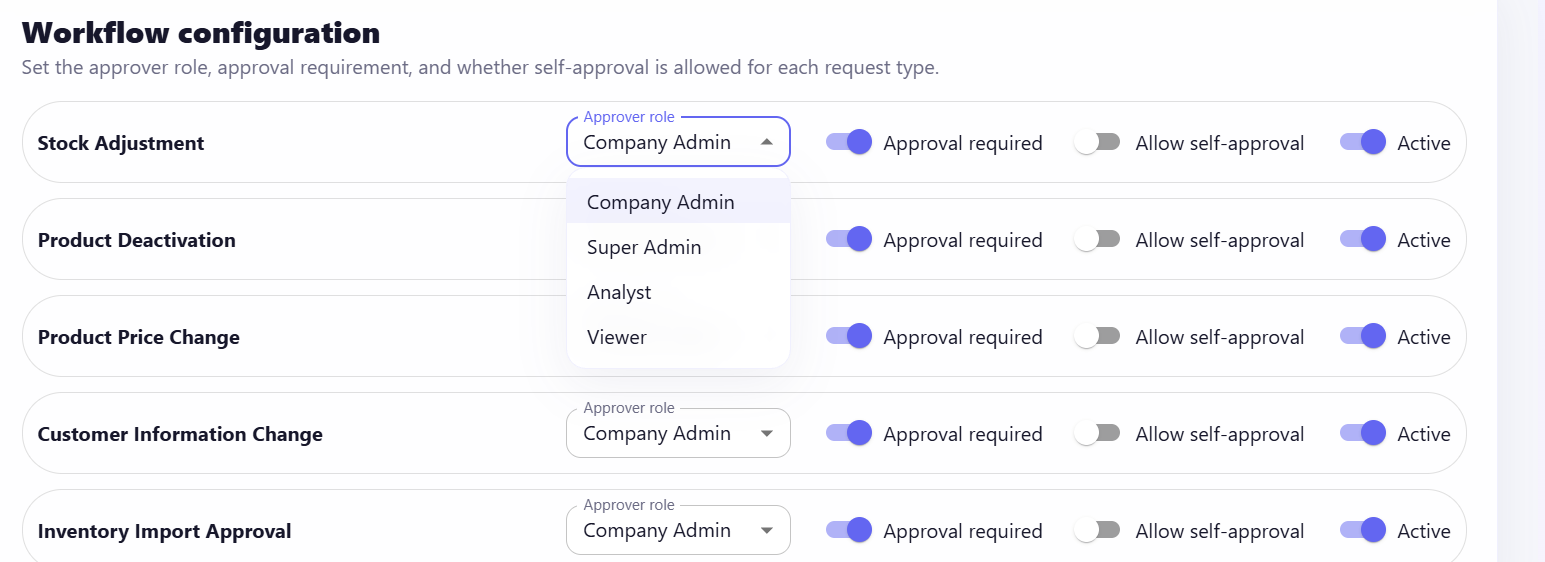 Workflow configuration
Set the approver role, approval requirement, and whether self-approval is allowed for each request type.
Approver role
Stock Adjustment Company Admin Approval required Allow self-approval Active
Company Admin
Product Deactivation Super Admin Approval required Allow self-approval Active
Analyst
Product Price Change Viewer Approval required Allow self-approval Active
Approver role
Customer Information Change Company Admin Approval required Allow self-approval Active
Approver role
Inventory Import Approval Company Admin Approval required Allow self-approval Active